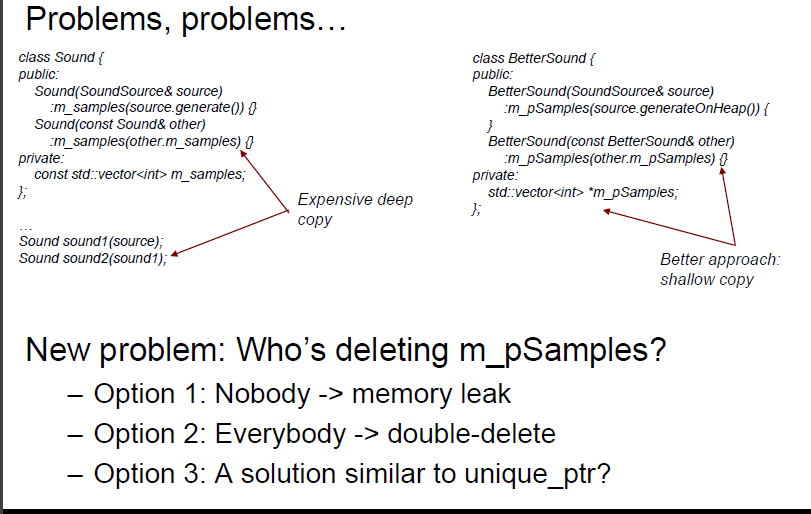 Problems, problems…
class Sound {
public:
Sound(SoundSource& source)
:m_samples(source.generate()) {}
Sound(const Sound& other)
:m_samples(other.m_samples) {}
private:
const std::vector<int> m_samples;
};
…
Sound sound1(source);
Sound sound2(sound1);
Expensive deep
copy
class BetterSound {
public:
BetterSound(SoundSource& source)
:m_pSamples(source.generateOnHeap()) {
}
BetterSound(const BetterSound& other)
:m_pSamples(other.m_pSamples) {}
private:
std::vector<int> *m_pSamples;
};
Better approach:
shallow copy
New problem: Who's deleting m_pSamples?
– Option 1: Nobody -> memory leak
– Option 2: Everybody -> double-delete
– Option 3: A solution similar to unique_ptr?